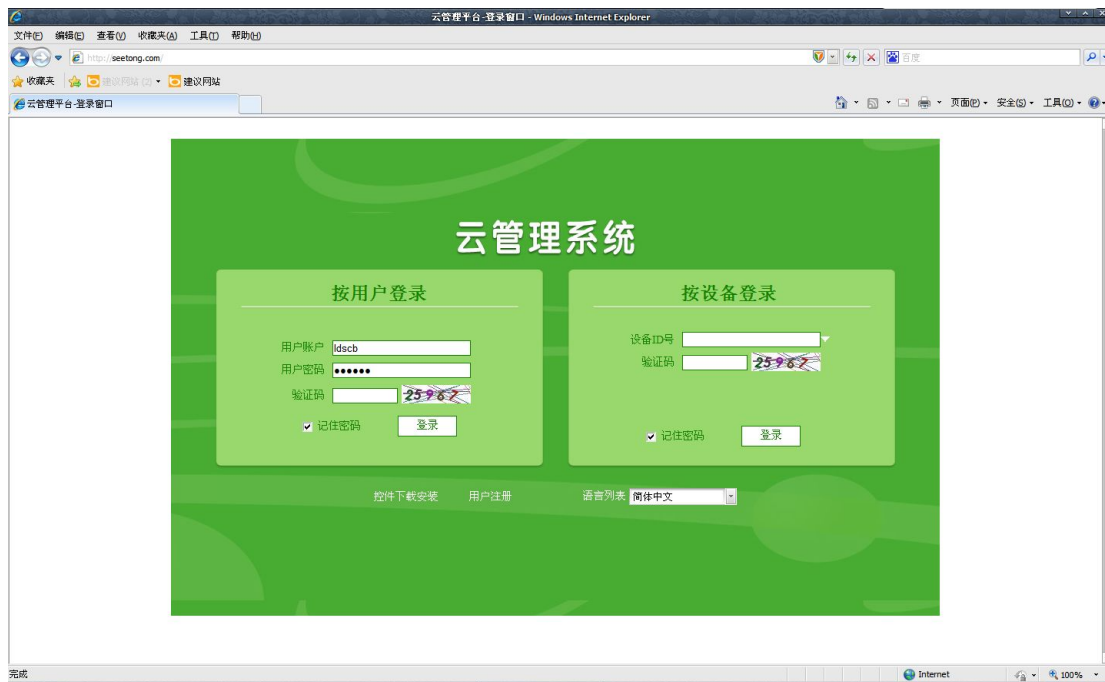 云管理平台-登录窗口 - Windows Internet Explorer
文件(F) 编辑(E) 查看(V) 收藏夹(A) 工具(T) 帮助(H)
http://seetong.com/ 百度
收藏夹 建议网站 (2) 建议网站
云管理平台-登录窗口 页面(P) 安全(S) 工具(O)
云管理系统
按用户登录
用户账户 ldscb
用户密码 ●●●●●●
验证码 25967
记住密码 登录
按设备登录
设备ID号
验证码 25967
记住密码 登录
控件下载安装 用户注册 语言列表 简体中文
完成 Internet 100%